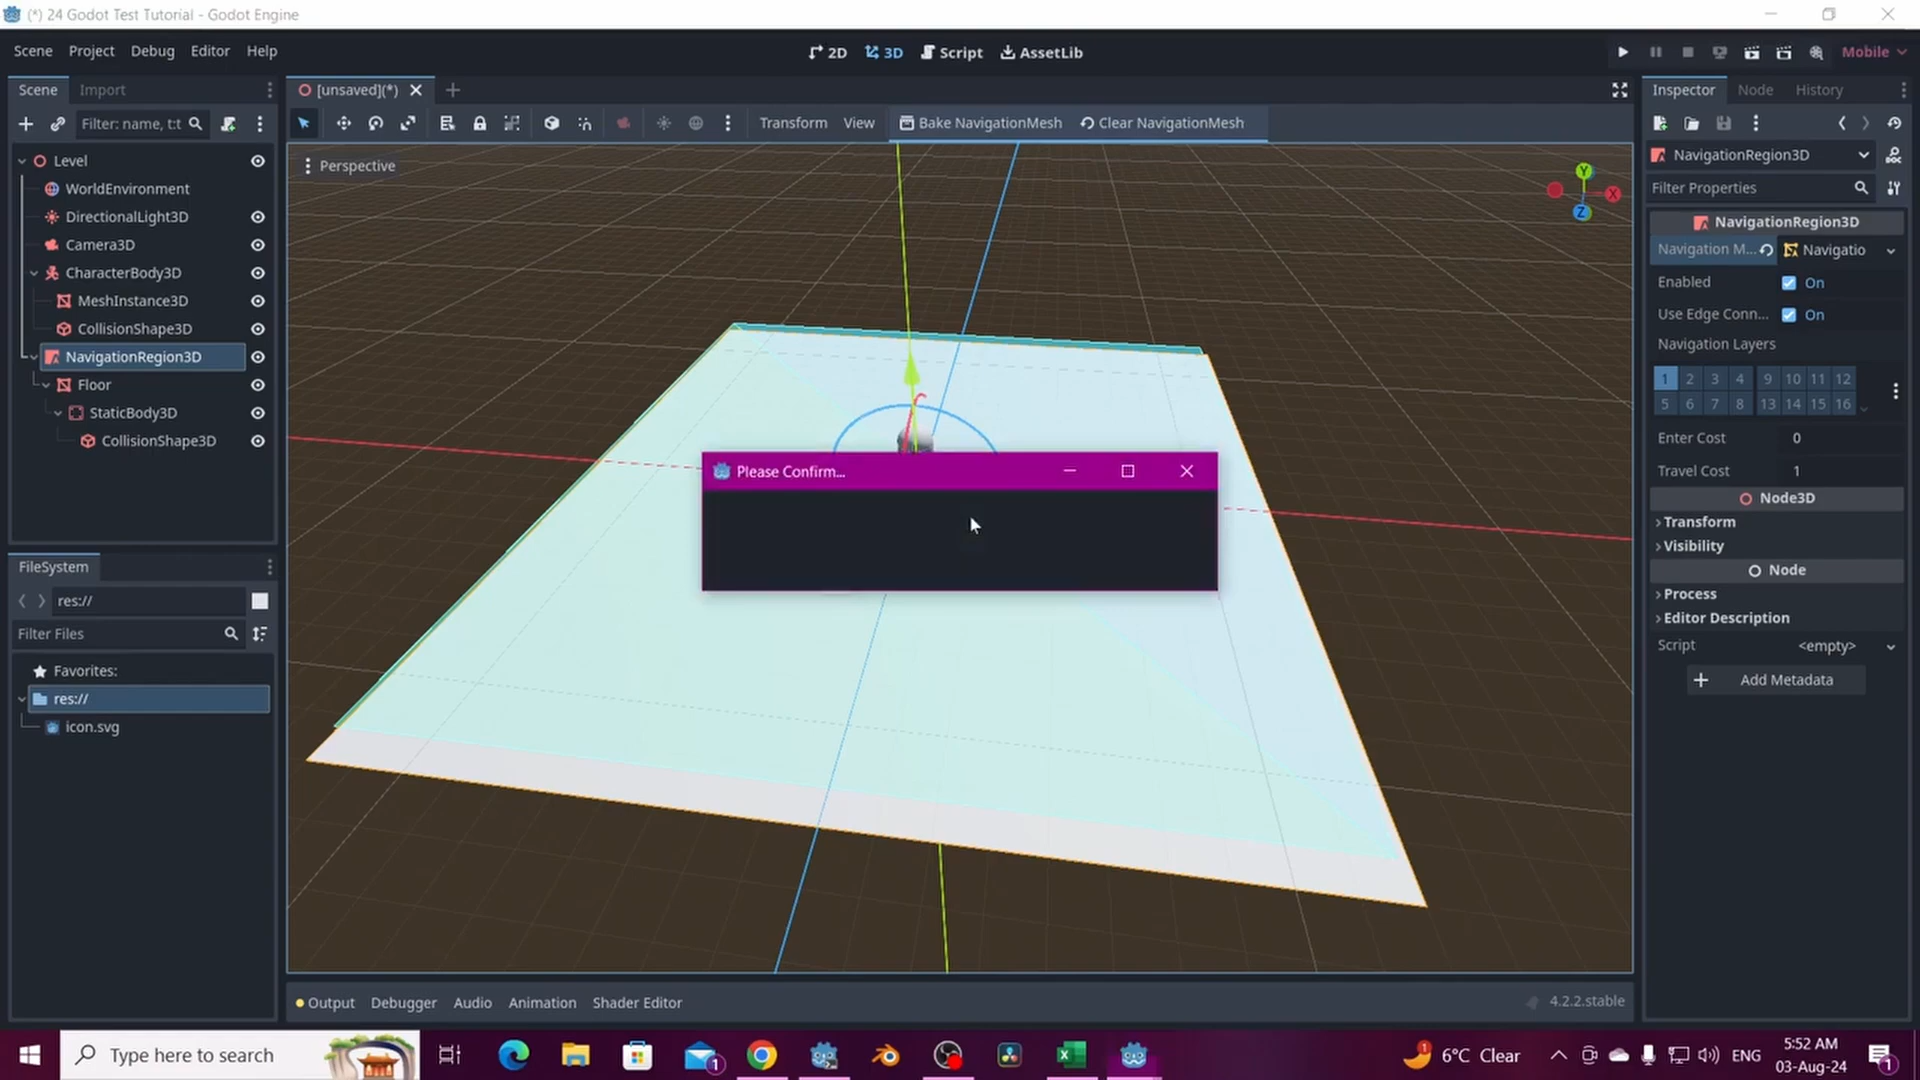 (*) 24 Godot Test Tutorial - Godot Engine
Scene Project Debug Editor Help
2D 3D Script AssetLib
Mobile
Scene Import
[unsaved](*)
Inspector Node History
Filter: name, t:t
Transform View Bake NavigationMesh Clear NavigationMesh
Level
WorldEnvironment
DirectionalLight3D
Camera3D
CharacterBody3D
MeshInstance3D
CollisionShape3D
NavigationRegion3D
Floor
StaticBody3D
CollisionShape3D
FileSystem
res://
Filter Files
Favorites:
res://
icon.svg
Perspective
Y
X
Z
Please Confirm...
NavigationRegion3D
Filter Properties
NavigationRegion3D
Navigation M... Navigatio
Enabled On
Use Edge Conn... On
Navigation Layers
1 2 3 4 9 10 11 12
5 6 7 8 13 14 15 16
Enter Cost 0
Travel Cost 1
Node3D
Transform
Visibility
Node
Process
Editor Description
Script <empty>
Add Metadata
Output Debugger Audio Animation Shader Editor
4.2.2.stable
Type here to search
1
1
6°C Clear
ENG
5:52 AM
03-Aug-24
1